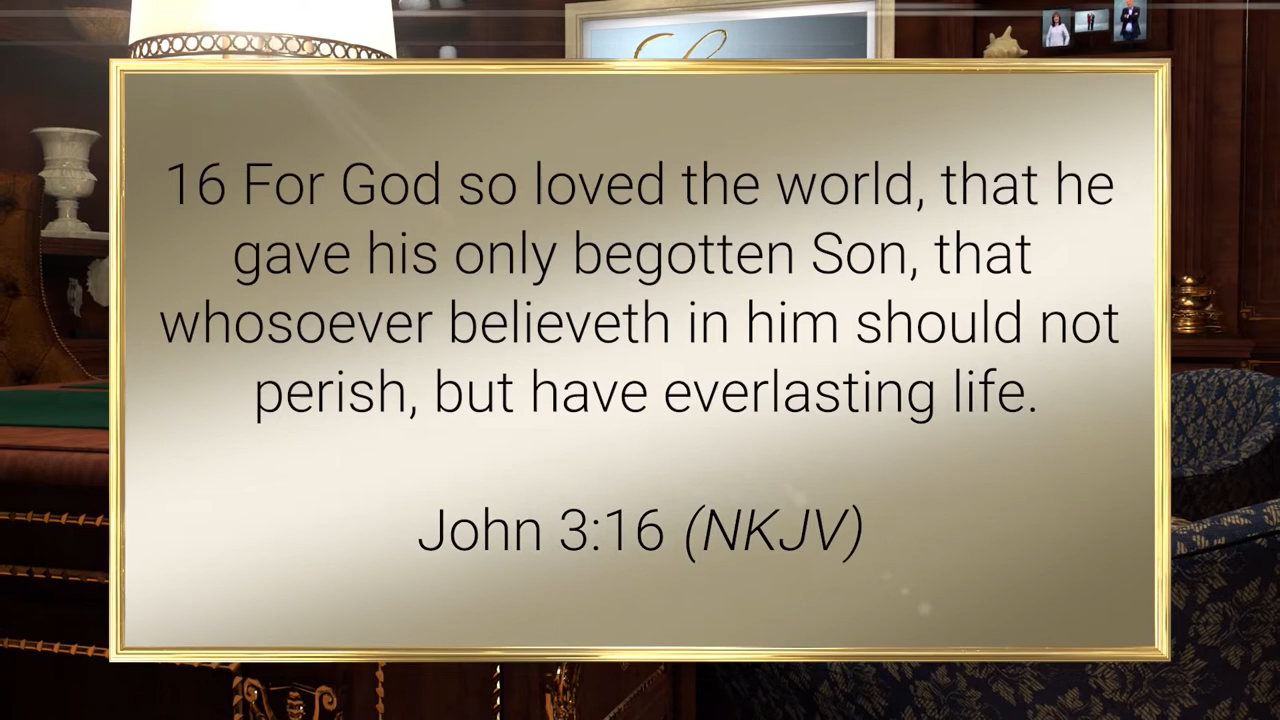 16 For God so loved the world, that he
gave his only begotten Son, that
whosoever believeth in him should not
perish, but have everlasting life.
John 3:16 (NKJV)